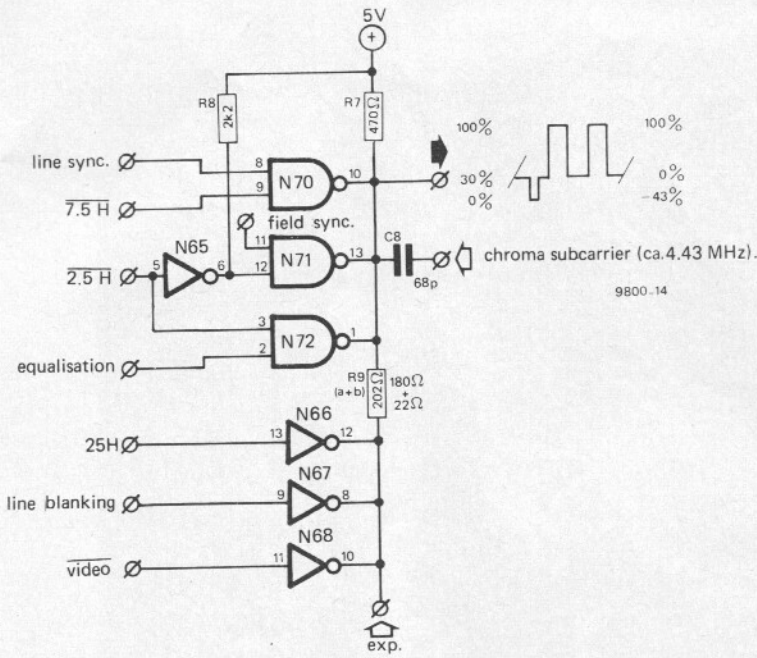 5V
+
R8
2k2
R7
470Ω
line sync.
8
9
N70
10
7.5 H
field sync.
100%
30%
0%
100%
0%
-43%
N65
2.5 H
5
6
11
12
N71
13
C8
68p
chroma subcarrier (ca. 4.43 MHz).
9800-14
3
2
N72
1
equalisation
R9
(a+b)
202Ω
180Ω
+
22Ω
N66
25H
13
12
N67
line blanking
9
8
N68
video
11
10
exp.